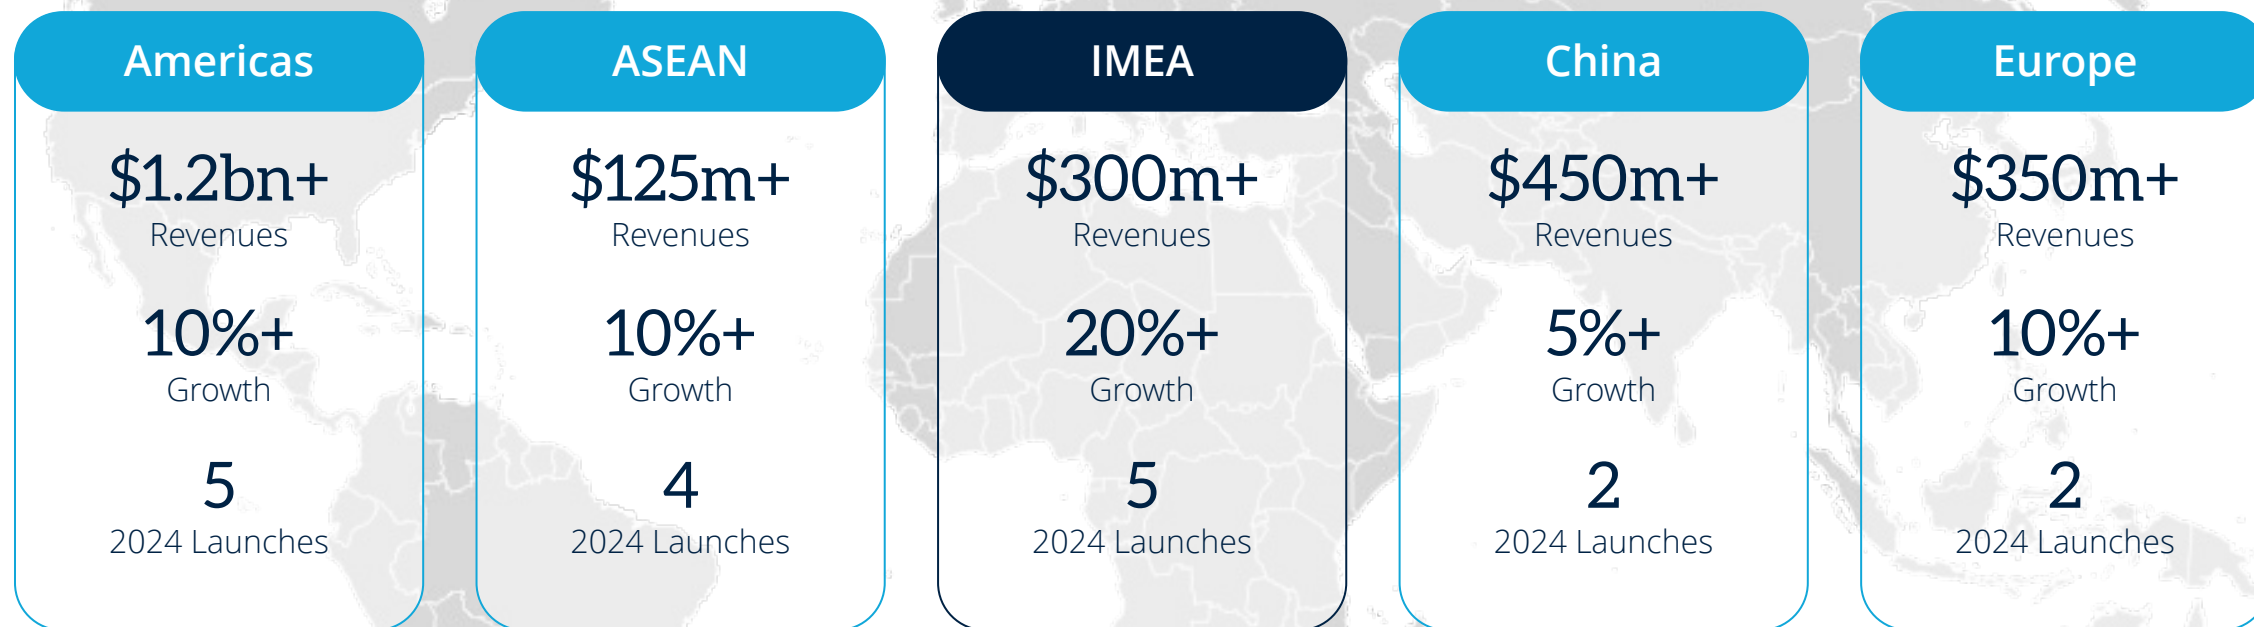 Americas
$1.2bn+
Revenues
10%+
Growth
5
2024 Launches
ASEAN
$125m+
Revenues
10%+
Growth
4
2024 Launches
IMEA
$300m+
Revenues
20%+
Growth
5
2024 Launches
China
$450m+
Revenues
5%+
Growth
2
2024 Launches
Europe
$350m+
Revenues
10%+
Growth
2
2024 Launches